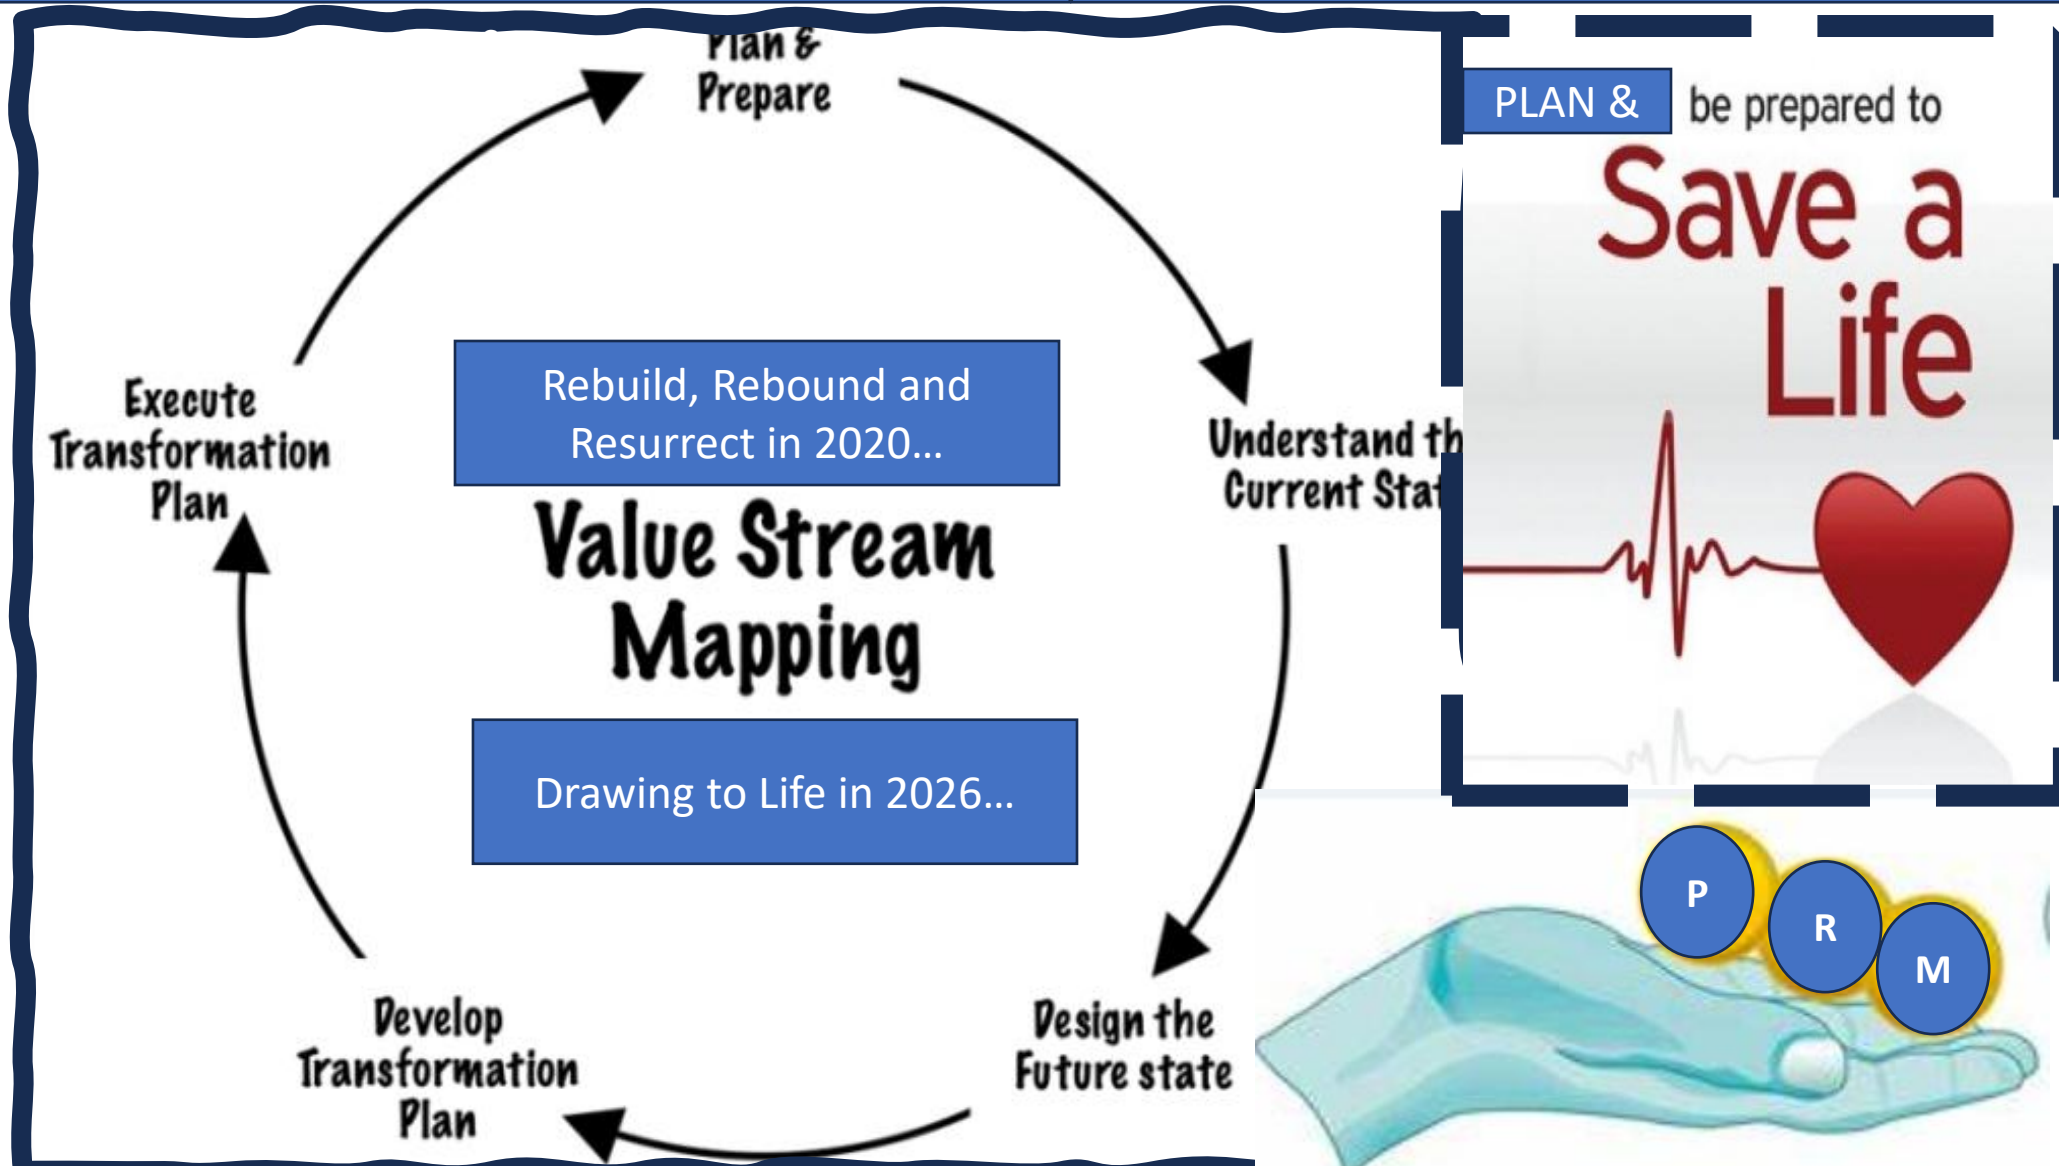 Plan &
Prepare
Understand th
Current Stat
Design the
Future state
Develop
Transformation
Plan
Execute
Transformation
Plan
Rebuild, Rebound and
Resurrect in 2020...
Value Stream
Mapping
Drawing to Life in 2026...
PLAN & be prepared to
Save a
Life
P
R
M